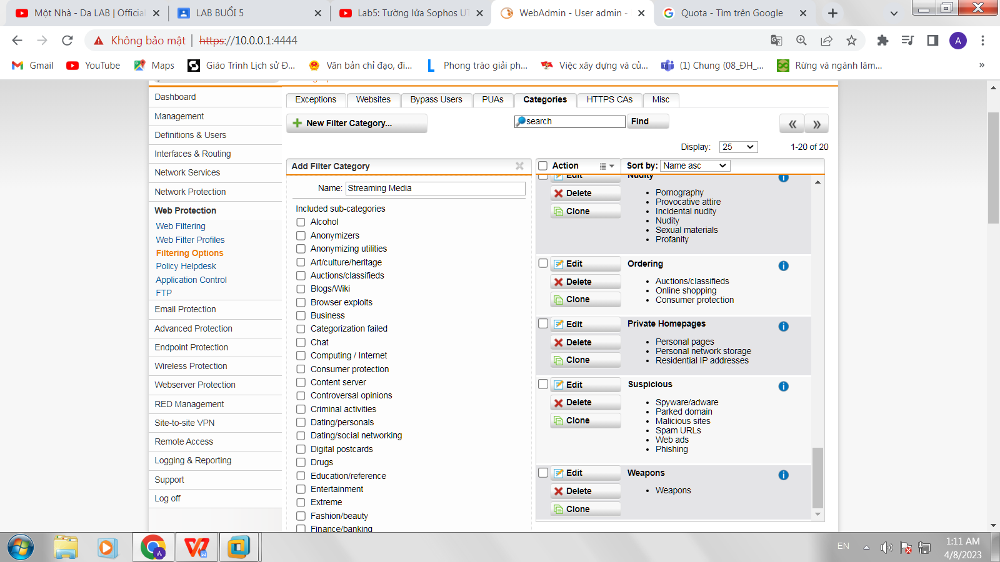 Một Nhà - Da LAB | Official
LAB BUỔI 5
Lab5: Tường lửa Sophos UT
WebAdmin - User admin -
Quota - Tìm trên Google
Không bảo mật
https://10.0.0.1:4444
A
Gmail
YouTube
Maps
Giáo Trình Lịch sử Đ...
Văn bản chỉ đạo, đi...
Phong trào giải ph...
Việc xây dựng và củ...
(1) Chung (08_ĐH_...
Rừng và ngành lâm...
»
Dashboard
Management
Definitions & Users
Interfaces & Routing
Network Services
Network Protection
Web Protection
Web Filtering
Web Filter Profiles
Filtering Options
Policy Helpdesk
Application Control
FTP
Email Protection
Advanced Protection
Endpoint Protection
Wireless Protection
Webserver Protection
RED Management
Site-to-site VPN
Remote Access
Logging & Reporting
Support
Log off
Exceptions
Websites
Bypass Users
PUAs
Categories
HTTPS CAs
Misc
New Filter Category...
search
Find
«
»
Display: 25
1-20 of 20
Add Filter Category
Name: Streaming Media
Included sub-categories
Alcohol
Anonymizers
Anonymizing utilities
Art/culture/heritage
Auctions/classifieds
Blogs/Wiki
Browser exploits
Business
Categorization failed
Chat
Computing / Internet
Consumer protection
Content server
Controversal opinions
Criminal activities
Dating/personals
Dating/social networking
Digital postcards
Drugs
Education/reference
Entertainment
Extreme
Fashion/beauty
Finance/banking
Action
Sort by: Name asc
Edit
Delete
Clone
Nudity
• Pornography
• Provocative attire
• Incidental nudity
• Nudity
• Sexual materials
• Profanity
Edit
Delete
Clone
Ordering
• Auctions/classifieds
• Online shopping
• Consumer protection
Edit
Delete
Clone
Private Homepages
• Personal pages
• Personal network storage
• Residential IP addresses
Edit
Delete
Clone
Suspicious
• Spyware/adware
• Parked domain
• Malicious sites
• Spam URLs
• Web ads
• Phishing
Edit
Delete
Clone
Weapons
• Weapons
EN
1:11 AM
4/8/2023